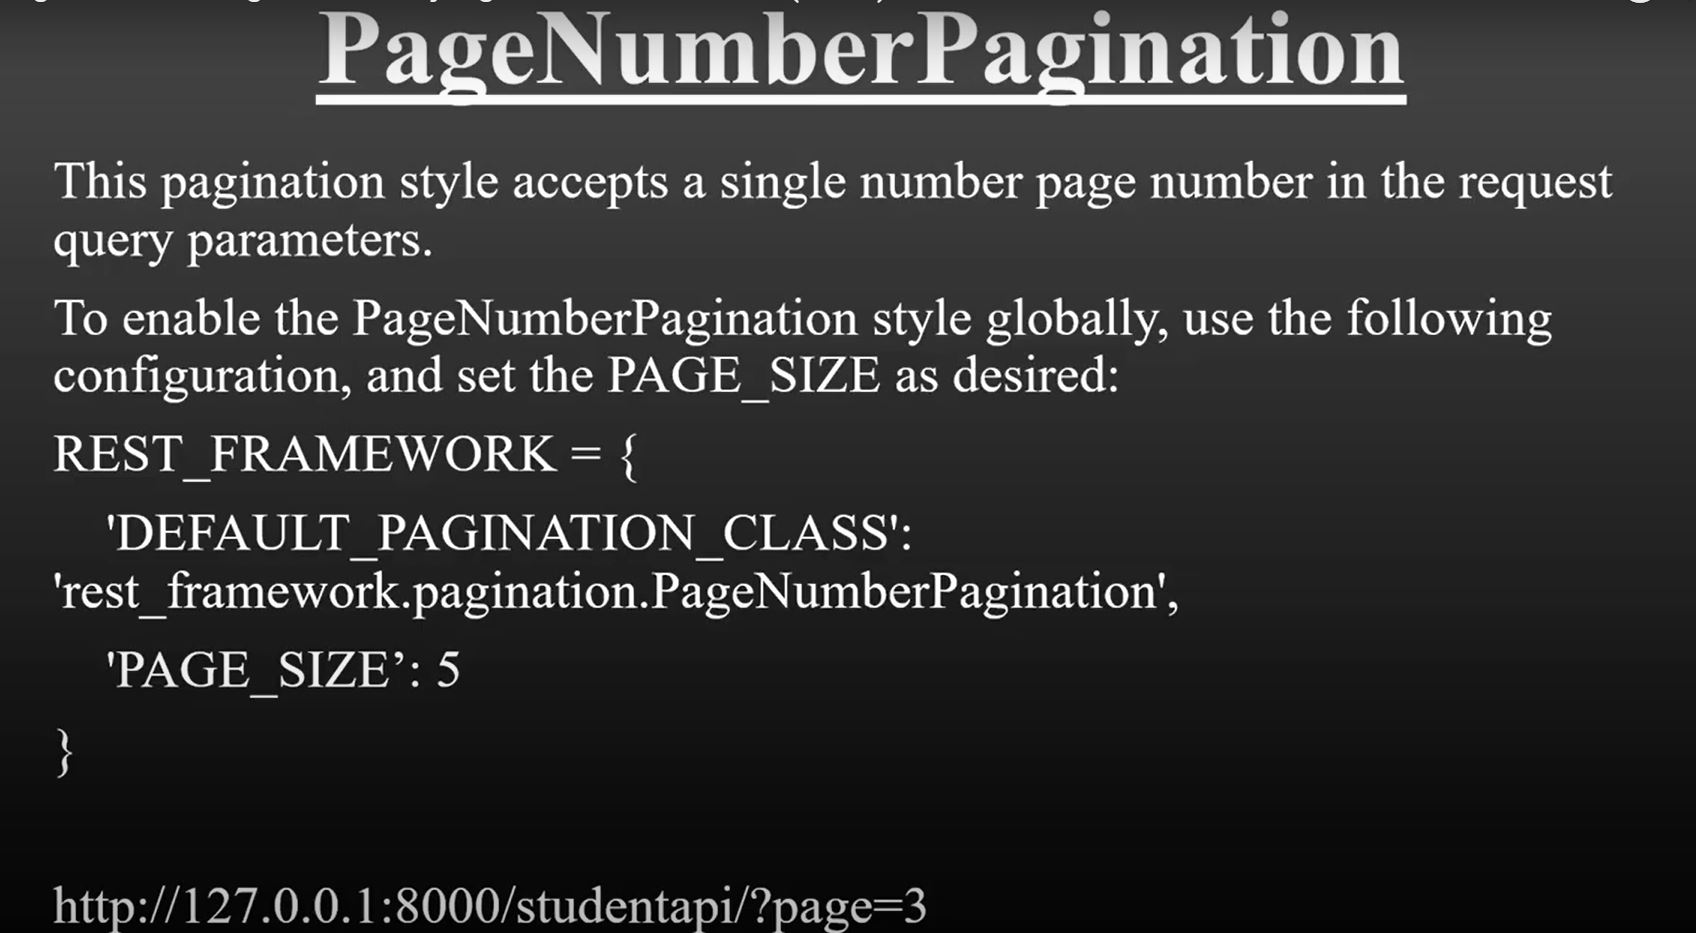 PageNumberPagination
This pagination style accepts a single number page number in the request
query parameters.
To enable the PageNumberPagination style globally, use the following
configuration, and set the PAGE_SIZE as desired:
REST_FRAMEWORK = {
'DEFAULT_PAGINATION_CLASS':
'rest_framework.pagination.PageNumberPagination',
'PAGE_SIZE’: 5
}
http://127.0.0.1:8000/studentapi/?page=3